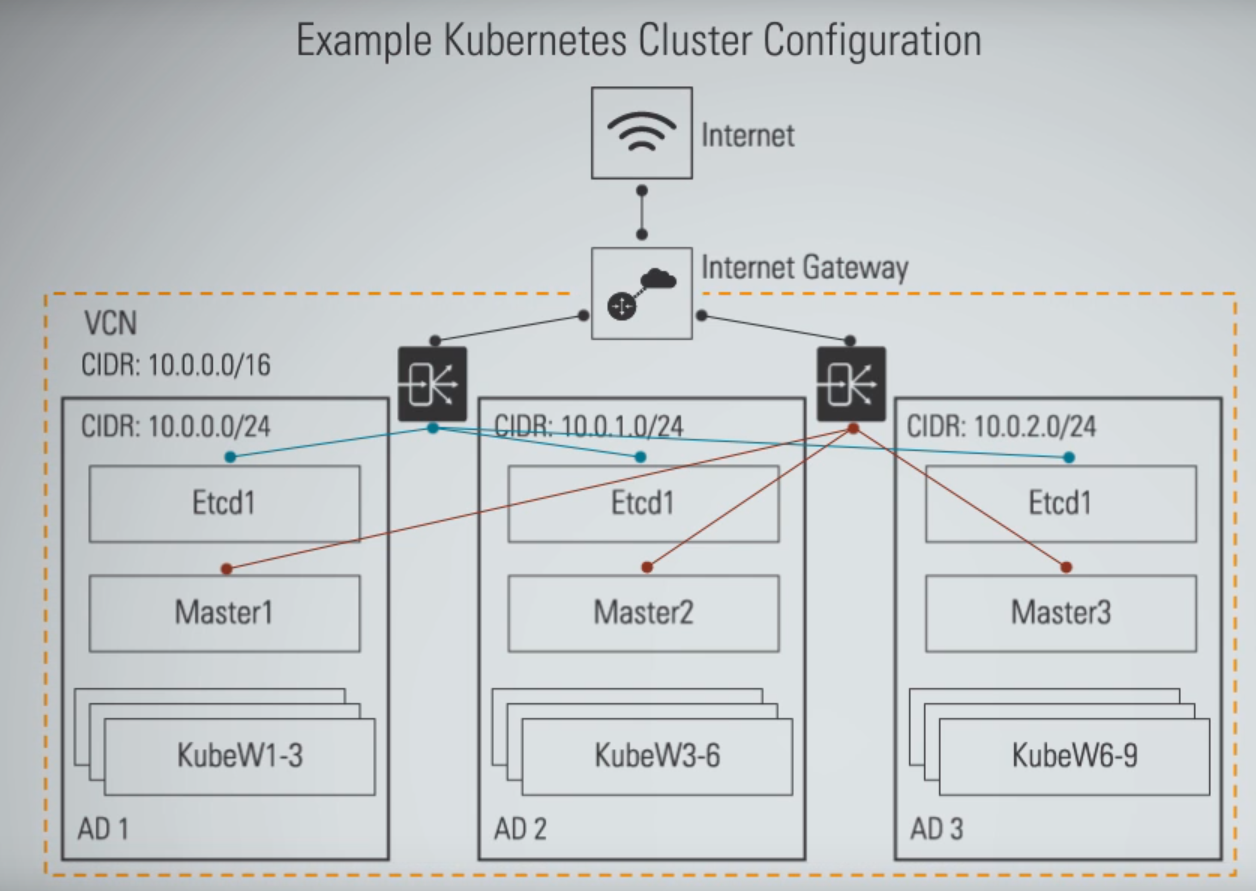 Example Kubernetes Cluster Configuration
Internet
Internet Gateway
VCN
CIDR: 10.0.0.0/16
CIDR: 10.0.0.0/24
Etcd1
Master1
KubeW1-3
AD 1
CIDR: 10.0.1.0/24
Etcd1
Master2
KubeW3-6
AD 2
CIDR: 10.0.2.0/24
Etcd1
Master3
KubeW6-9
AD 3